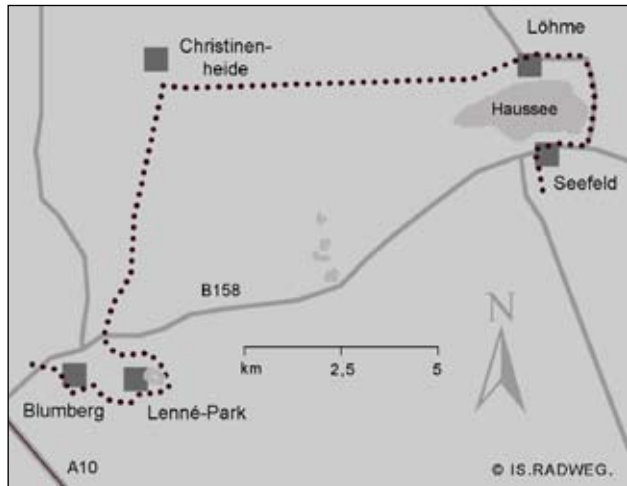 Löhme
Christinen-
heide
Haussee
Seefeld
B158
N
km 2,5 5
Blumberg
Lenné-Park
A10
© IS.RADWEG.